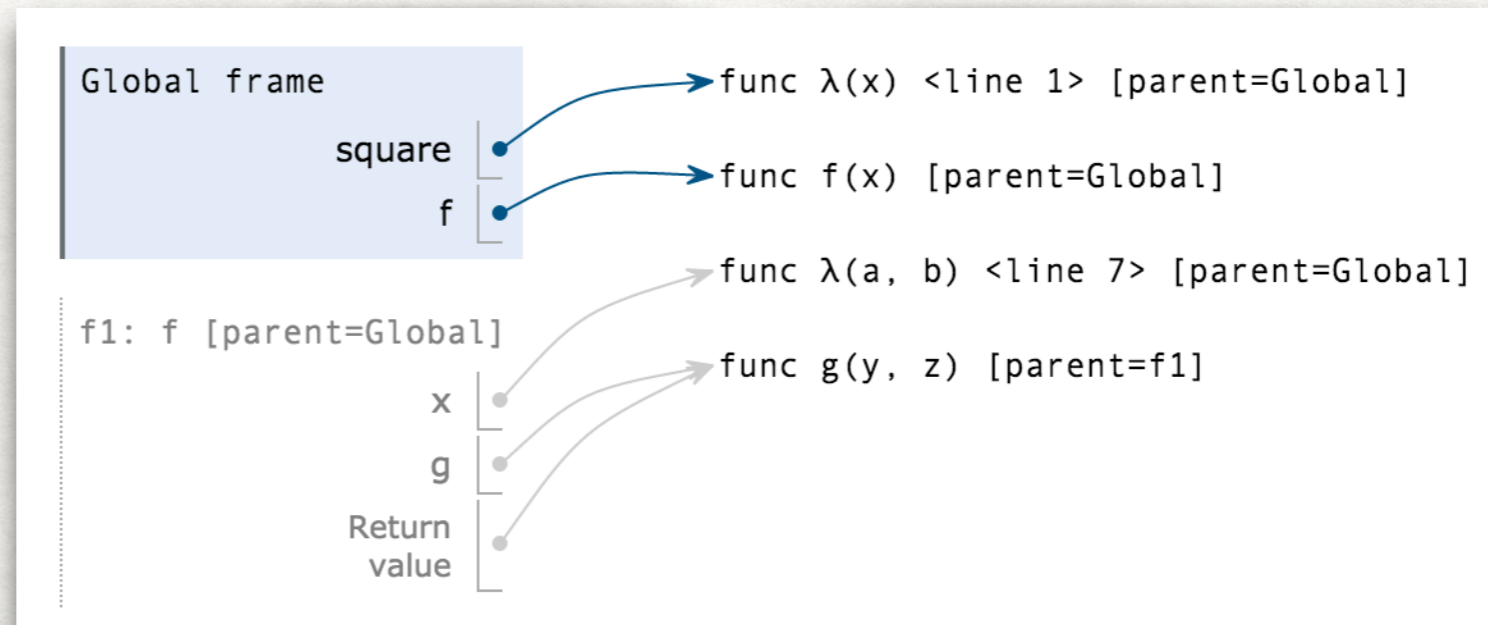 Global frame
square
f
f1: f [parent=Global]
x
g
Return
value
func λ(x) <line 1> [parent=Global]
func f(x) [parent=Global]
func λ(a, b) <line 7> [parent=Global]
func g(y, z) [parent=f1]